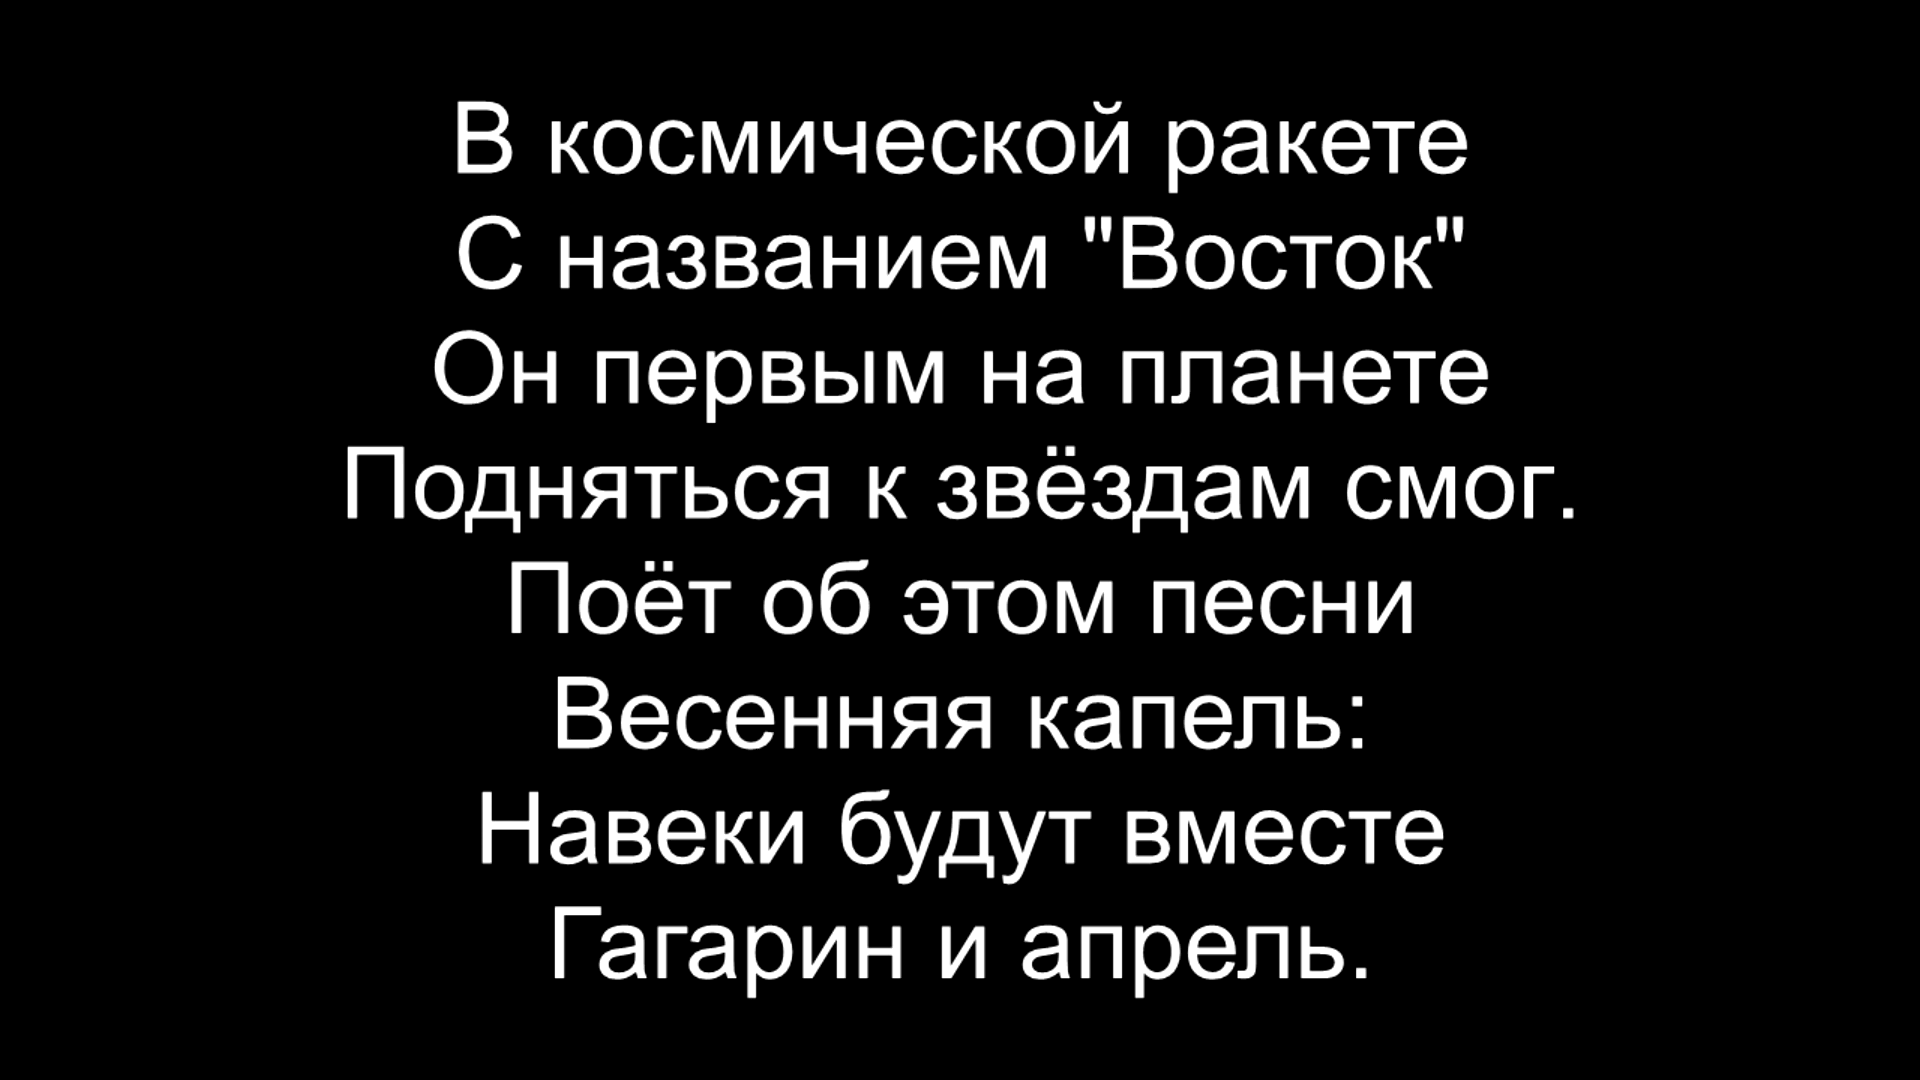 В космической ракете
С названием "Восток"
Он первым на планете
Подняться к звёздам смог.
Поёт об этом песни
Весенняя капель:
Навеки будут вместе
Гагарин и апрель.